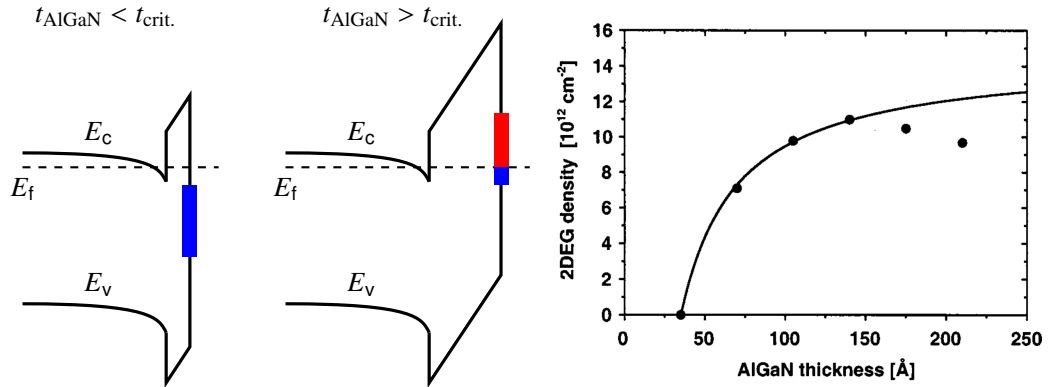 t_AlGaN < t_crit.
t_AlGaN > t_crit.
E_c
E_f
E_v
E_c
E_f
E_v
2DEG density [10^12 cm^-2]
16
14
12
10
8
6
4
2
0
0 50 100 150 200 250
AlGaN thickness [Å]